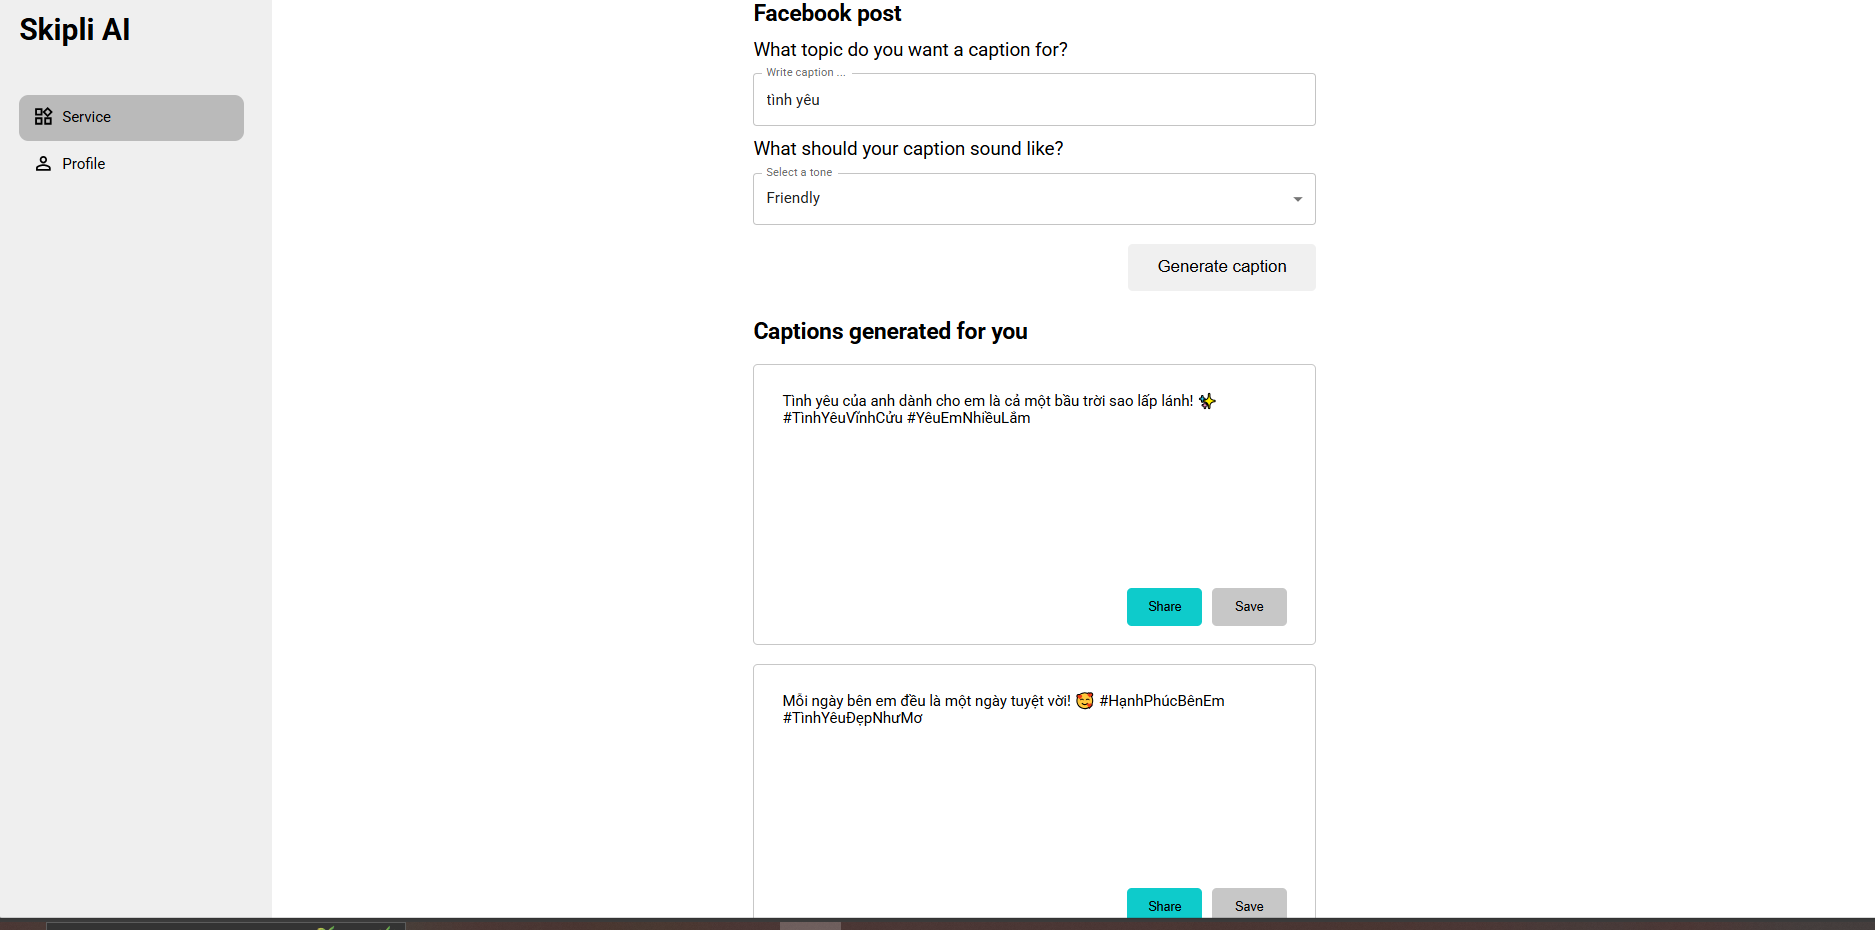 Skipli AI
Service
Profile
Facebook post
What topic do you want a caption for?
Write caption ...
tình yêu
What should your caption sound like?
Select a tone
Friendly
Generate caption
Captions generated for you
Tình yêu của anh dành cho em là cả một bầu trời sao lấp lánh! ✨
#TìnhYêuVĩnhCửu #YêuEmNhiềuLắm
Share
Save
Mỗi ngày bên em đều là một ngày tuyệt vời! 🥰 #HạnhPhúcBênEm
#TìnhYêuĐẹpNhưMơ
Share
Save